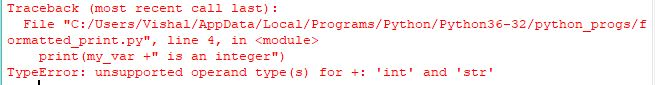 Traceback (most recent call last):
  File "C:/Users/Vishal/AppData/Local/Programs/Python/Python36-32/python_progs/f
ormatted_print.py", line 4, in <module>
    print(my_var +" is an integer")
TypeError: unsupported operand type(s) for +: 'int' and 'str'